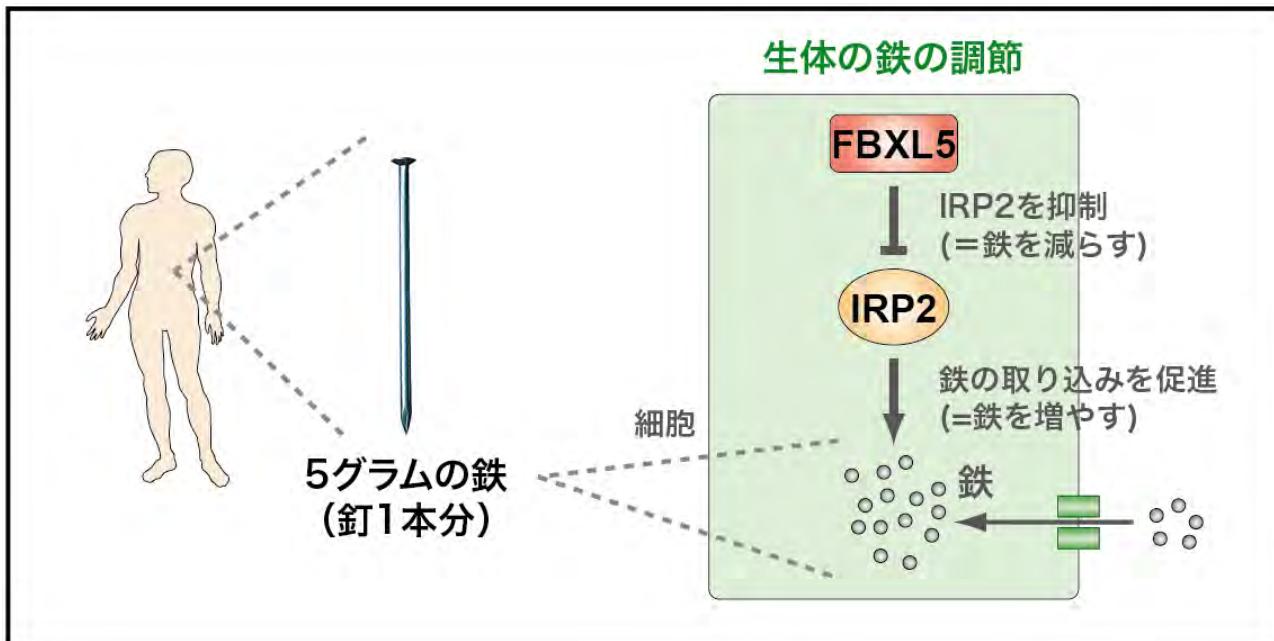 生体の鉄の調節
FBXL5
IRP2を抑制
(＝鉄を減らす)
IRP2
鉄の取り込みを促進
(=鉄を増やす)
細胞
鉄
5グラムの鉄
（釘1本分）